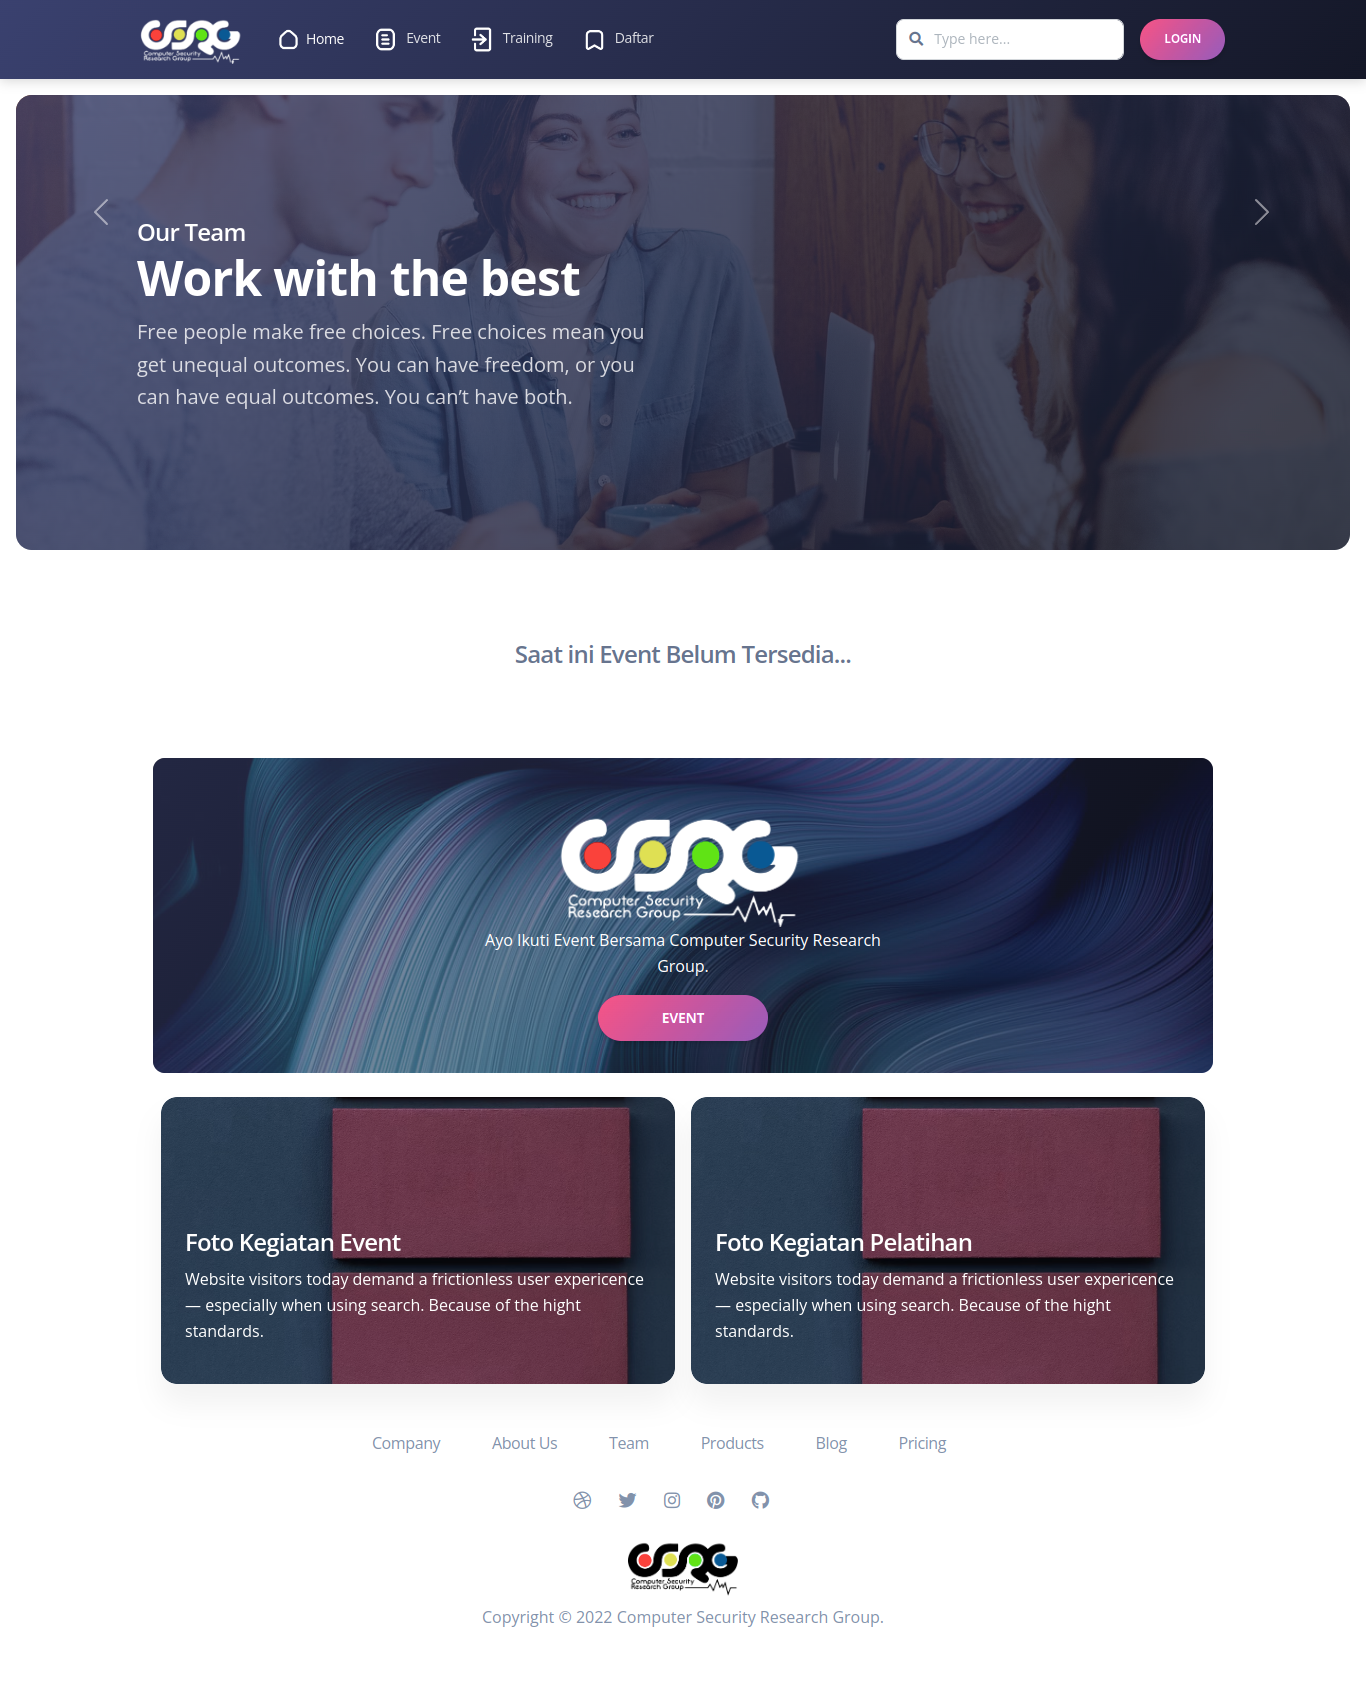 Computer Security
Research Group
Home
Event
Training
Daftar
Type here...
LOGIN
Our Team
Work with the best
Free people make free choices. Free choices mean you
get unequal outcomes. You can have freedom, or you
can have equal outcomes. You can’t have both.
Saat ini Event Belum Tersedia...
CSRG
Computer Security
Research Group
Ayo Ikuti Event Bersama Computer Security Research
Group.
EVENT
Foto Kegiatan Event
Website visitors today demand a frictionless user expericence
— especially when using search. Because of the hight
standards.
Foto Kegiatan Pelatihan
Website visitors today demand a frictionless user expericence
— especially when using search. Because of the hight
standards.
Company
About Us
Team
Products
Blog
Pricing
CSRG
Computer Security
Research Group
Copyright © 2022 Computer Security Research Group.